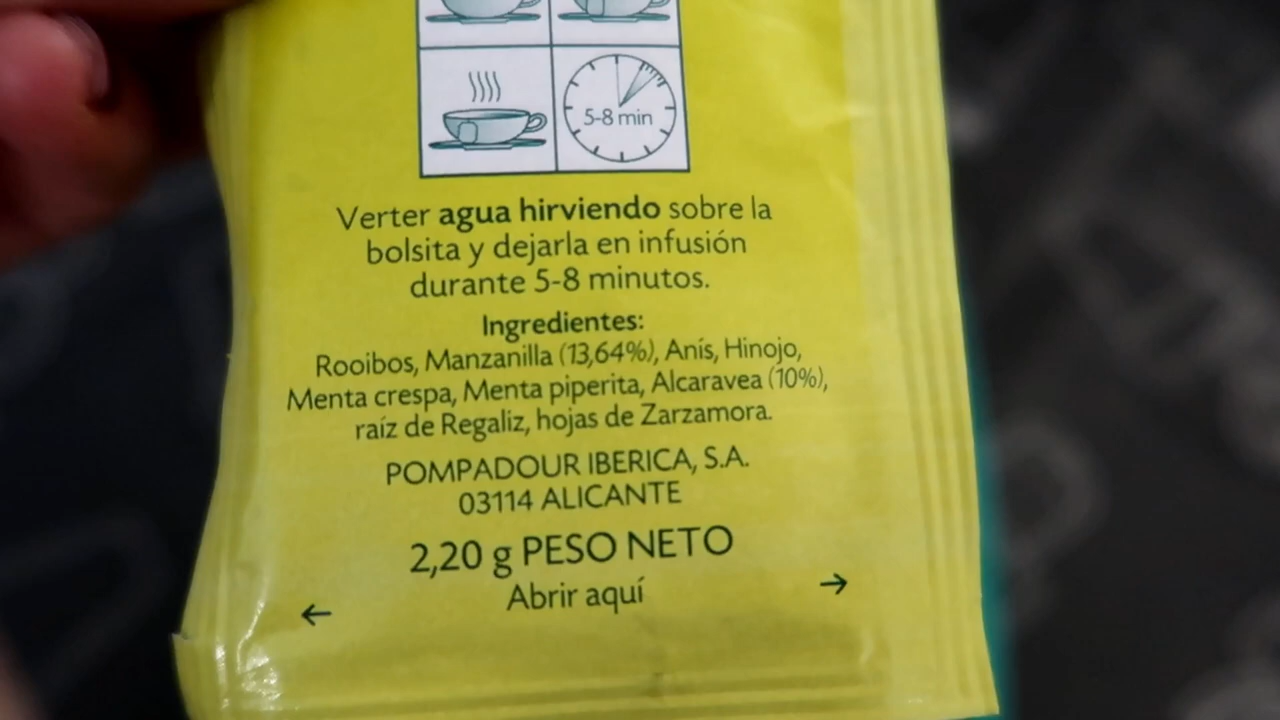 5-8 min
Verter agua hirviendo sobre la
bolsita y dejarla en infusión
durante 5-8 minutos.
Ingredientes:
Rooibos, Manzanilla (13,64%), Anís, Hinojo,
Menta crespa, Menta piperita, Alcaravea (10%),
raíz de Regaliz, hojas de Zarzamora.
POMPADOUR IBERICA, S.A.
03114 ALICANTE
2,20 g PESO NETO
Abrir aquí